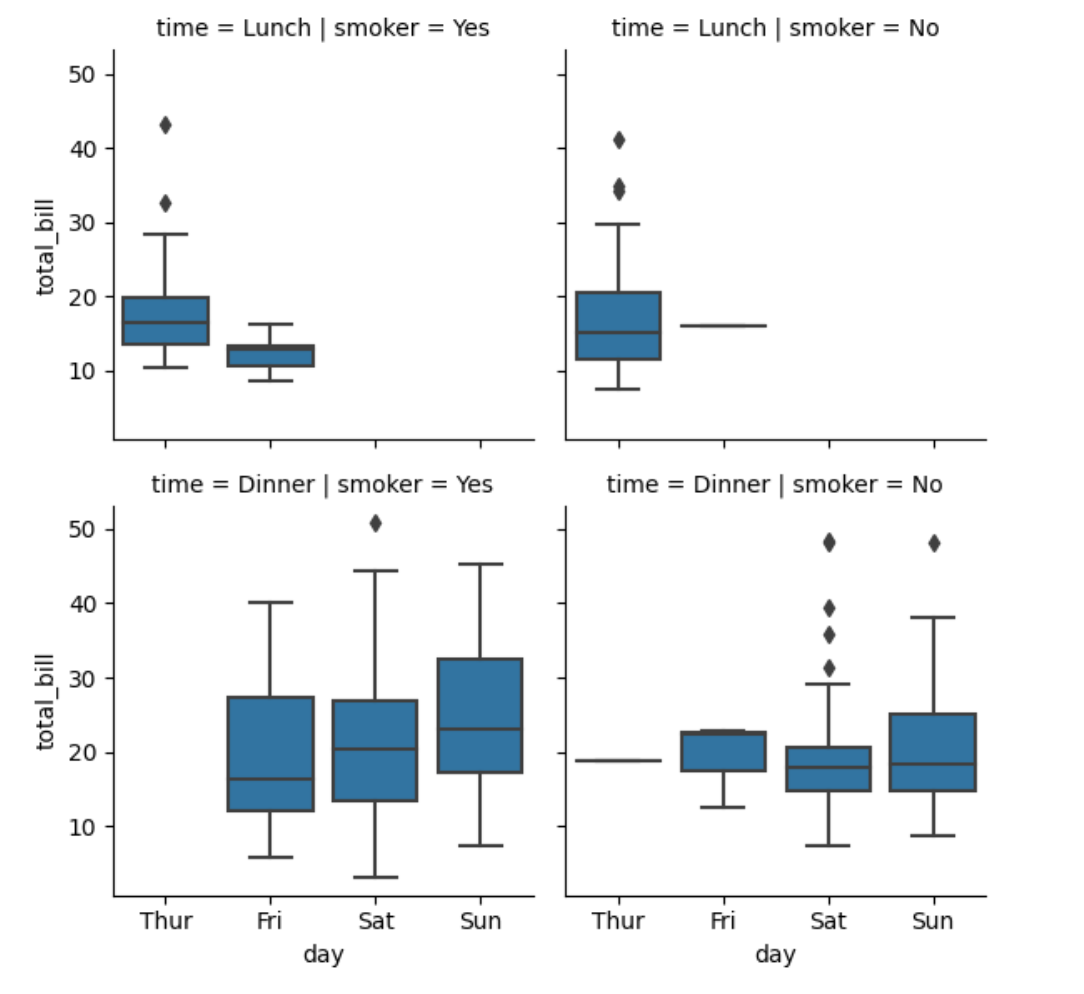 time = Lunch | smoker = Yes
time = Lunch | smoker = No
50
40
30
20
10
total_bill
time = Dinner | smoker = Yes
time = Dinner | smoker = No
50
40
30
20
10
total_bill
Thur Fri Sat Sun
Thur Fri Sat Sun
day
day